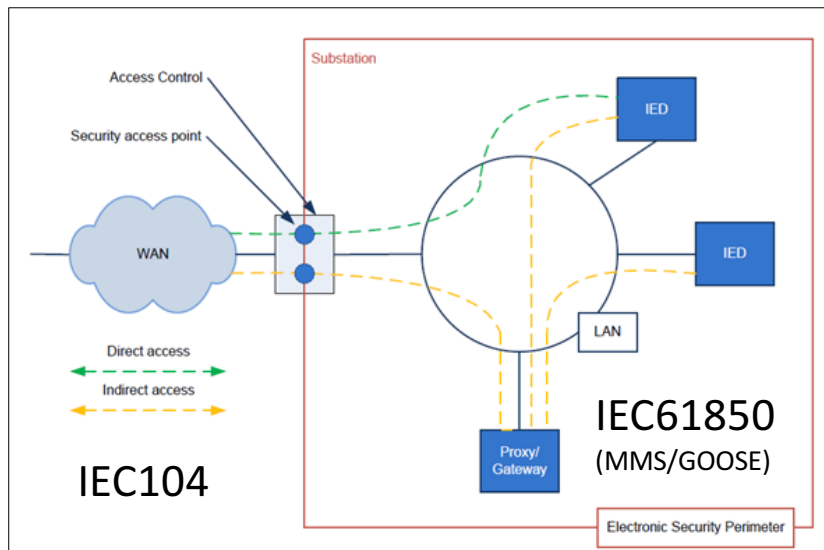 Substation
Access Control
Security access point
IED
WAN
IED
LAN
Direct access
Indirect access
IEC104
Proxy/
Gateway
IEC61850
(MMS/GOOSE)
Electronic Security Perimeter